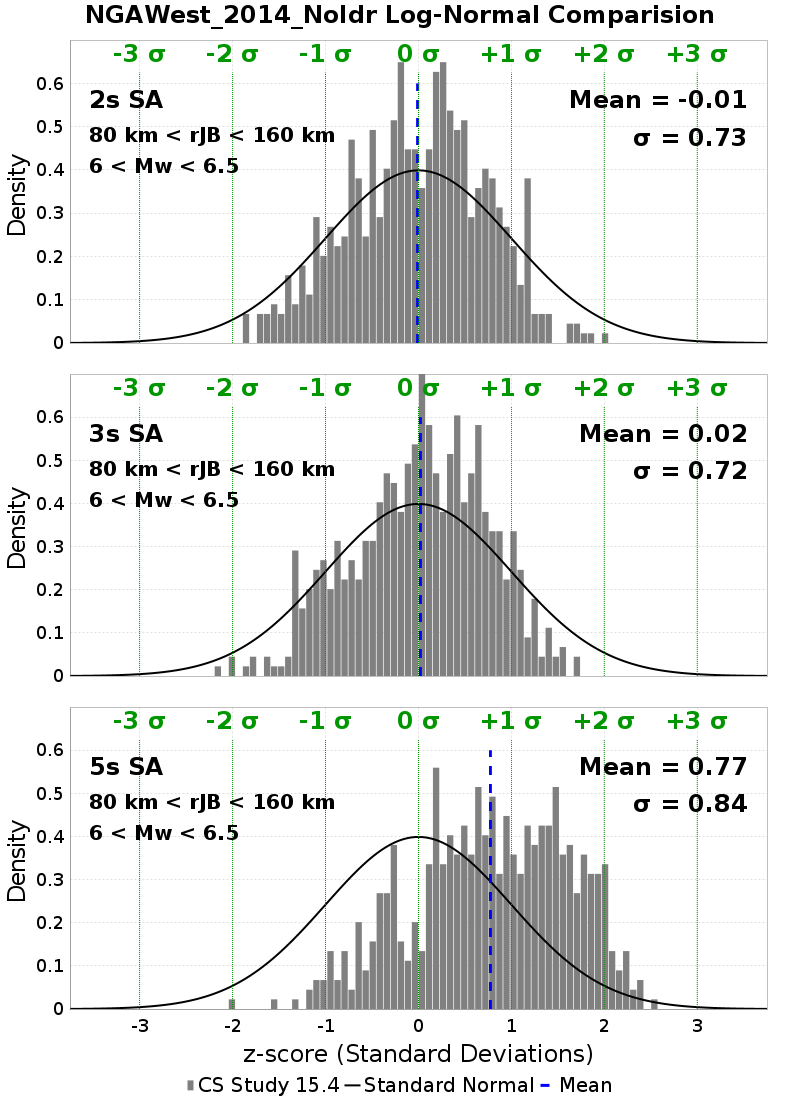 NGAWest_2014_NoIdr Log-Normal Comparision
-3 σ -2 σ -1 σ 0 σ +1 σ +2 σ +3 σ
2s SA Mean = -0.01
80 km < rJB < 160 km σ = 0.73
6 < Mw < 6.5
0.6
0.5
0.4
0.3
0.2
0.1
0
Density
-3 σ -2 σ -1 σ 0 σ +1 σ +2 σ +3 σ
3s SA Mean = 0.02
80 km < rJB < 160 km σ = 0.72
6 < Mw < 6.5
0.6
0.5
0.4
0.3
0.2
0.1
0
Density
-3 σ -2 σ -1 σ 0 σ +1 σ +2 σ +3 σ
5s SA Mean = 0.77
80 km < rJB < 160 km σ = 0.84
6 < Mw < 6.5
0.6
0.5
0.4
0.3
0.2
0.1
0
Density
-3 -2 -1 0 1 2 3
z-score (Standard Deviations)
CS Study 15.4 Standard Normal Mean